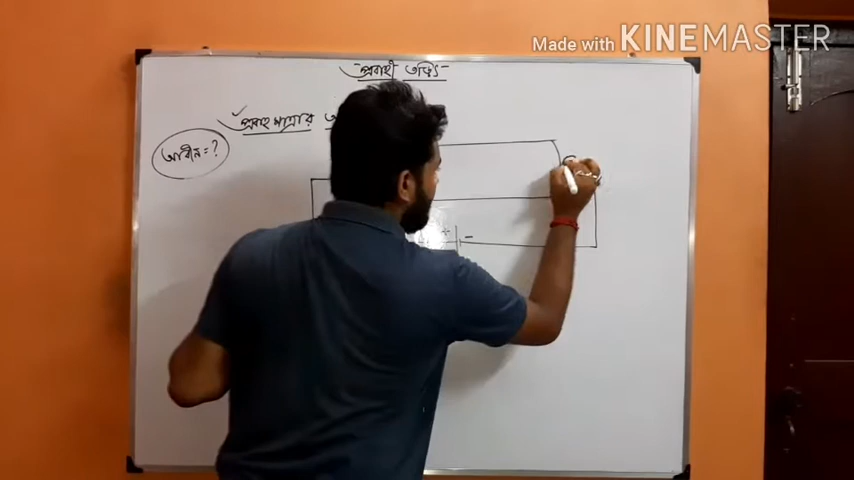 Made with KINEMASTER
প্রবাহী তড়িৎ
প্রবাহ মাত্রার
আধান = ?
+ -